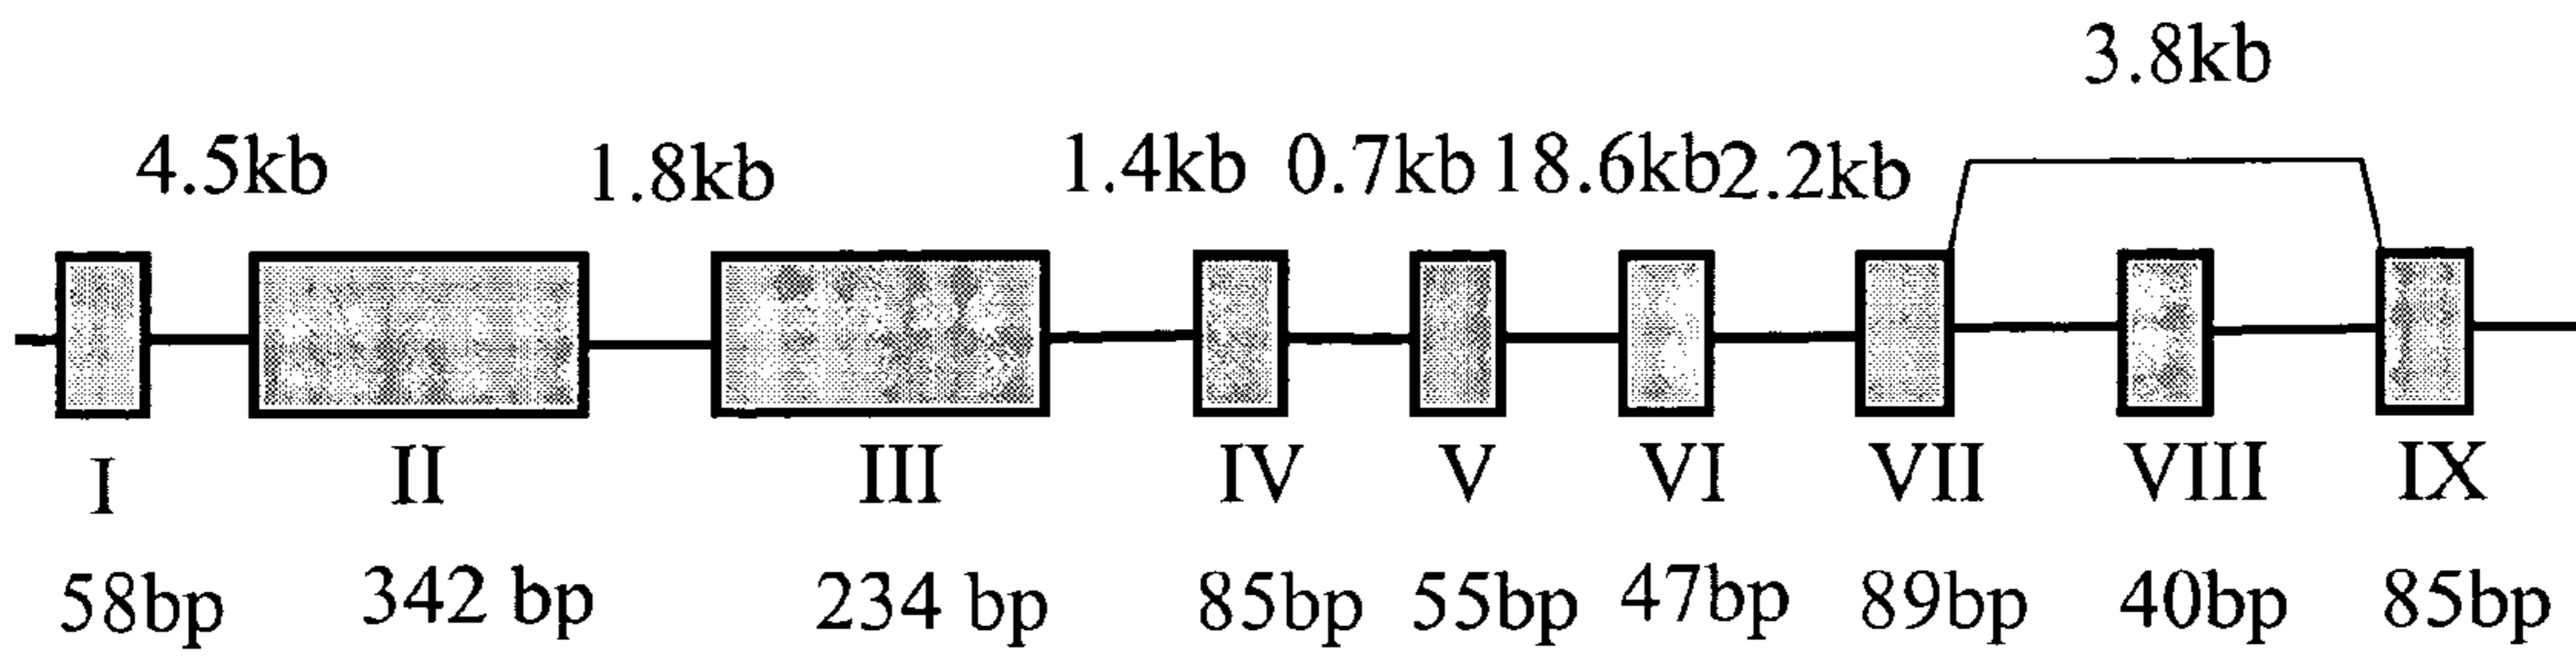 3.8kb
4.5kb 1.8kb 1.4kb 0.7kb 18.6kb 2.2kb
I II III IV V VI VII VIII IX
58bp 342 bp 234 bp 85bp 55bp 47bp 89bp 40bp 85bp